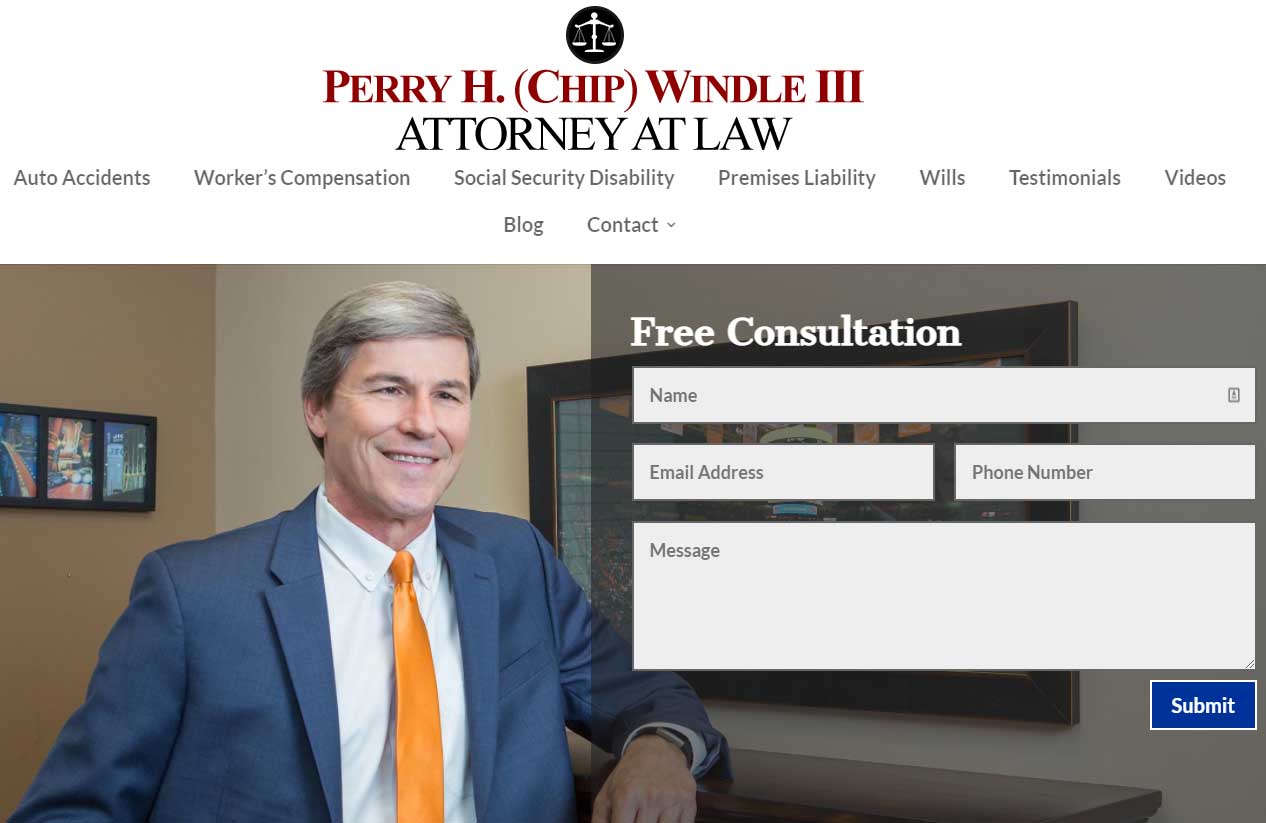 PERRY H. (CHIP) WINDLE III
ATTORNEY AT LAW
Auto Accidents Worker’s Compensation Social Security Disability Premises Liability Wills Testimonials Videos
Blog Contact
Free Consultation
Name
Email Address Phone Number
Message
Submit